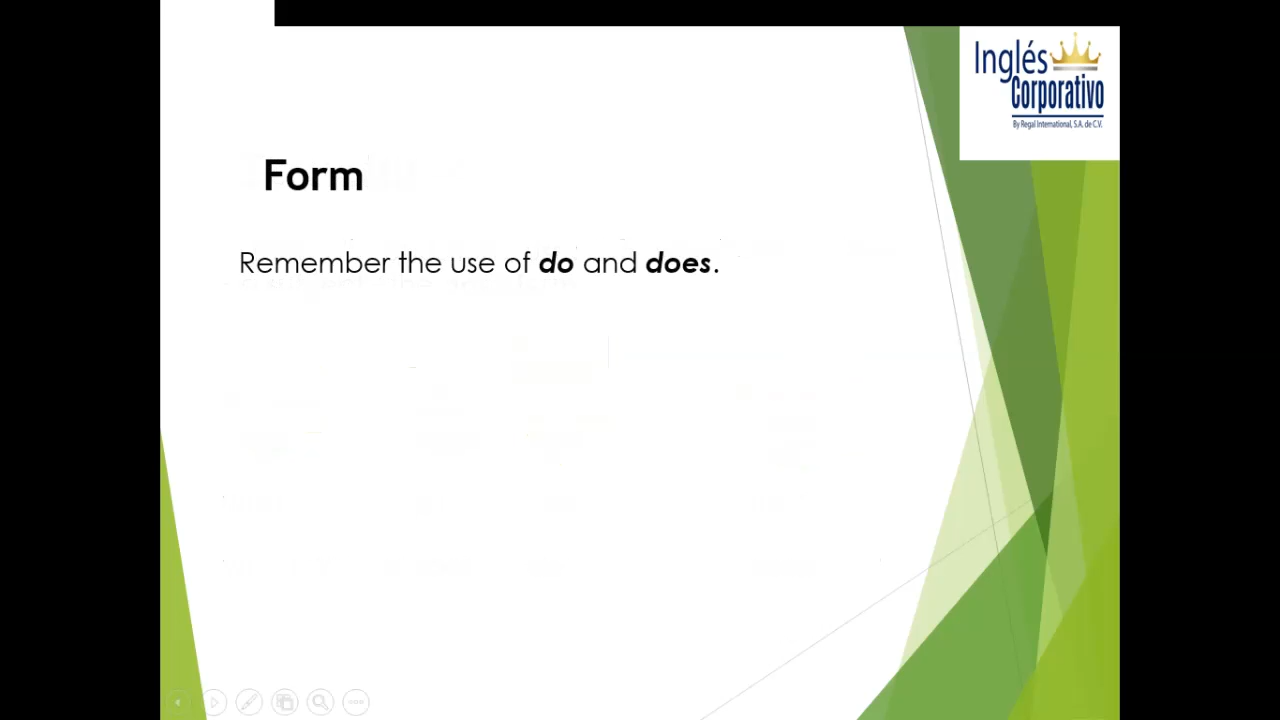 Inglés
Corporativo
By Regal International, S.A. de C.V.
Form
Remember the use of do and does.